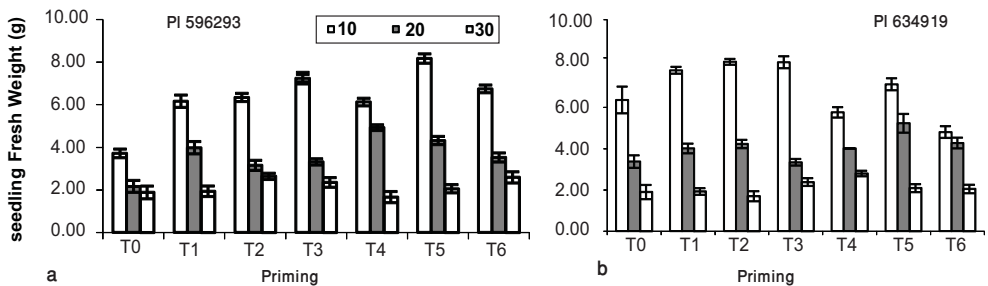 PI 596293
10 20 30
seedling Fresh Weight (g)
10.00
8.00
6.00
4.00
2.00
0.00
T0 T1 T2 T3 T4 T5 T6
a
Priming
PI 634919
10.00
8.00
6.00
4.00
2.00
0.00
T0 T1 T2 T3 T4 T5 T6
b
Priming